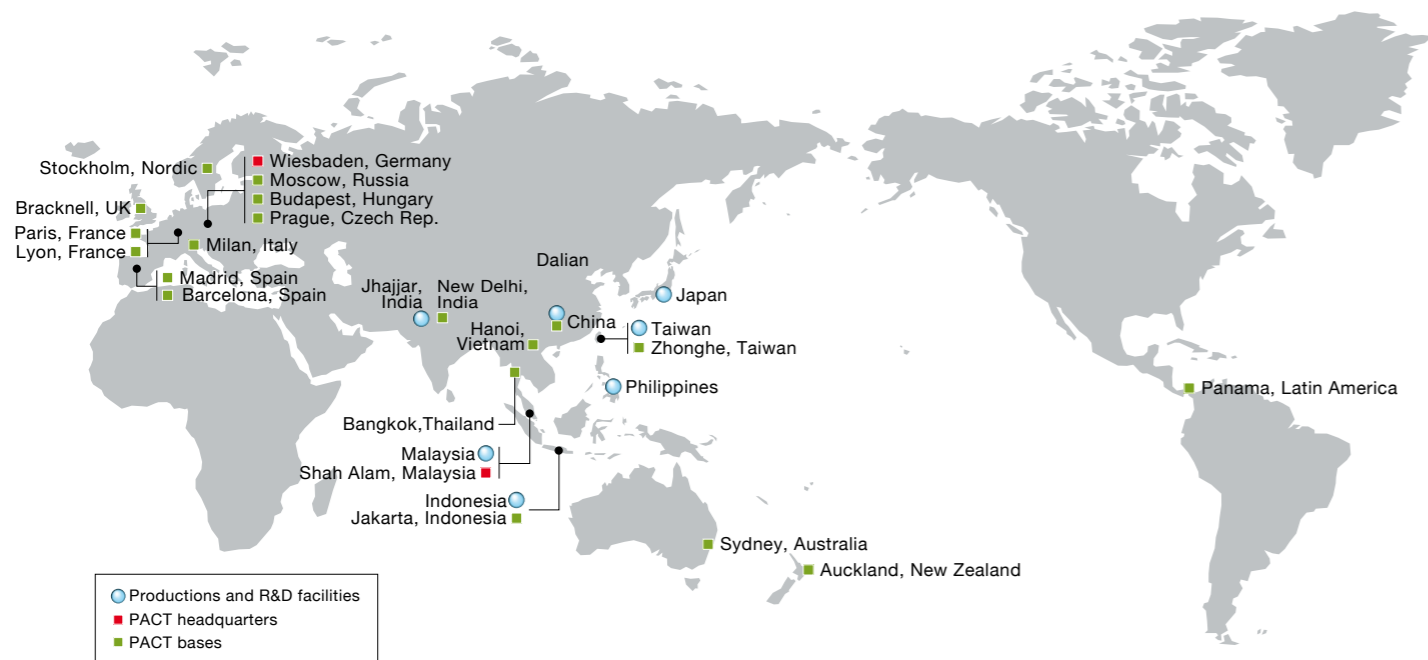 Stockholm, Nordic
Wiesbaden, Germany
Moscow, Russia
Budapest, Hungary
Prague, Czech Rep.
Bracknell, UK
Paris, France
Lyon, France
Milan, Italy
Madrid, Spain
Barcelona, Spain
Jhajjar,
India
New Delhi,
India
Dalian
China
Japan
Hanoi,
Vietnam
Taiwan
Zhonghe, Taiwan
Philippines
Panama, Latin America
Bangkok,Thailand
Malaysia
Shah Alam, Malaysia
Indonesia
Jakarta, Indonesia
Sydney, Australia
Auckland, New Zealand
Productions and R&D facilities
PACT headquarters
PACT bases